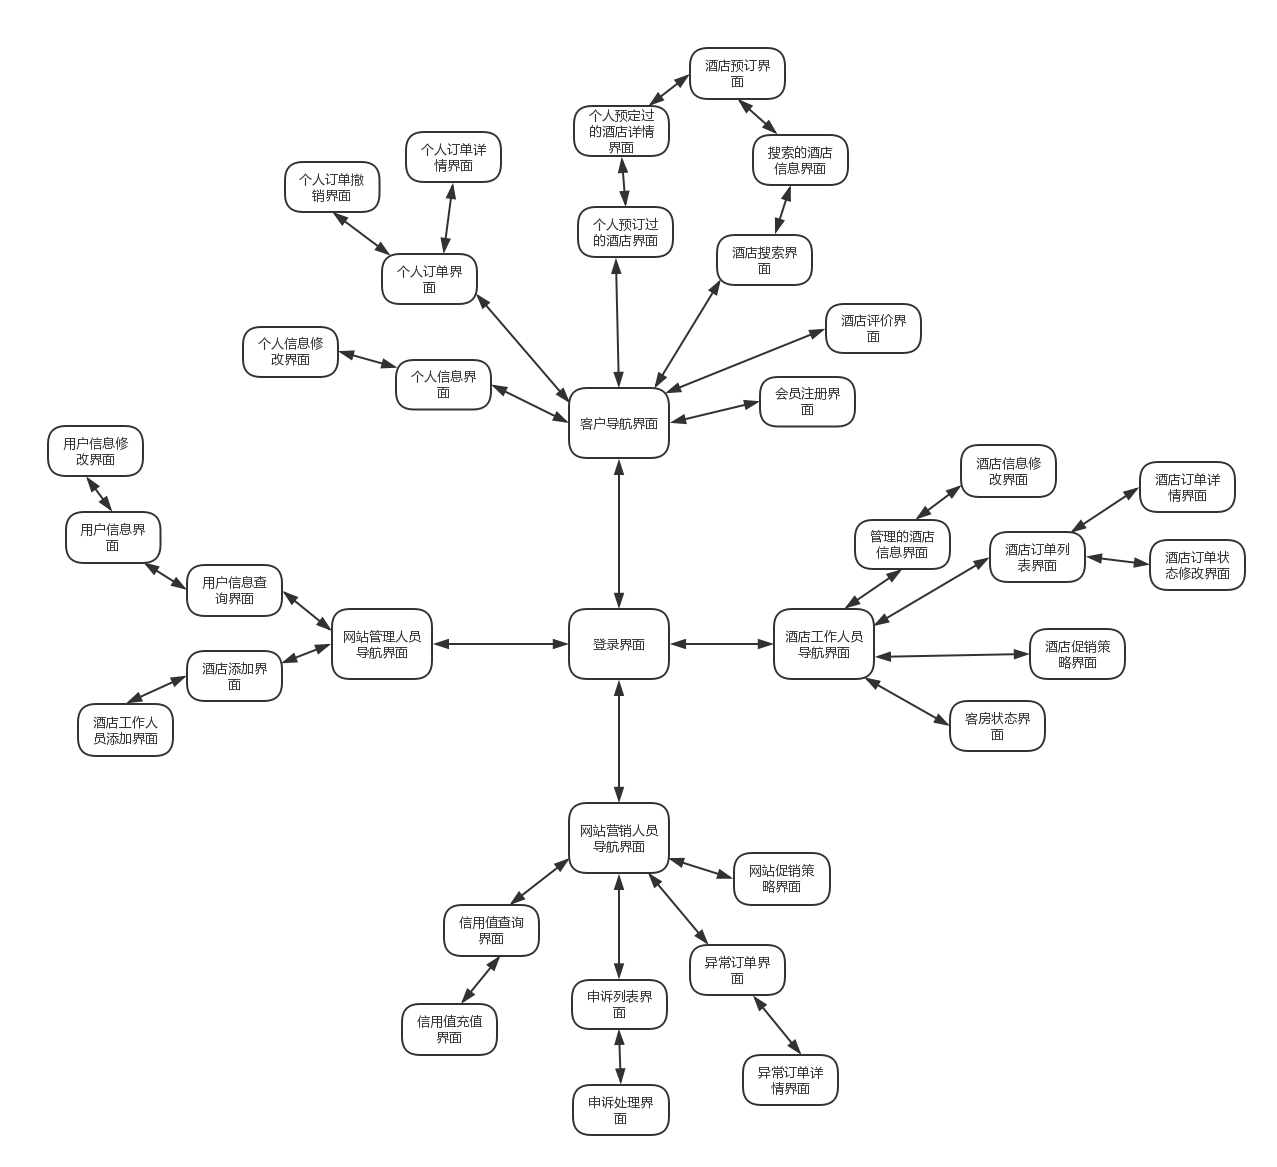 酒店预订界
面
个人预定过
的酒店详情
界面
个人订单详
情界面
搜索的酒店
信息界面
个人订单撤
销界面
个人预订过
的酒店界面
酒店搜索界
面
个人订单界
面
酒店评价界
面
个人信息修
改界面
个人信息界
面
会员注册界
面
客户导航界面
用户信息修
改界面
酒店信息修
改界面
酒店订单详
情界面
用户信息界
面
管理的酒店
信息界面
酒店订单列
表界面
酒店订单状
态修改界面
用户信息查
询界面
网站管理人员
导航界面
登录界面
酒店工作人员
导航界面
酒店促销策
略界面
酒店添加界
面
酒店工作人
员添加界面
客房状态界
面
网站营销人员
导航界面
网站促销策
略界面
信用值查询
界面
异常订单界
面
申诉列表界
面
信用值充值
界面
异常订单详
情界面
申诉处理界
面